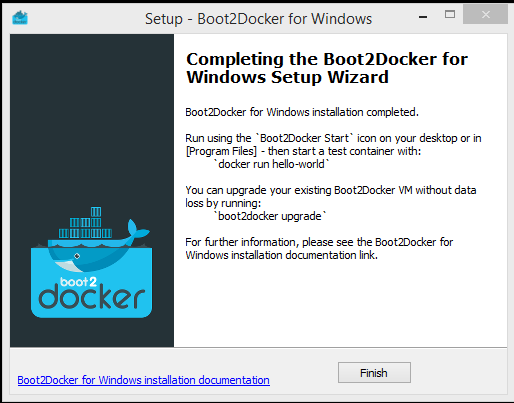 Setup - Boot2Docker for Windows
Completing the Boot2Docker for
Windows Setup Wizard
Boot2Docker for Windows installation completed.
Run using the `Boot2Docker Start` icon on your desktop or in
[Program Files] - then start a test container with:
`docker run hello-world`
You can upgrade your existing Boot2Docker VM without data
loss by running:
`boot2docker upgrade`
For further information, please see the Boot2Docker for
Windows installation documentation link.
boot2
docker
Boot2Docker for Windows installation documentation
Finish